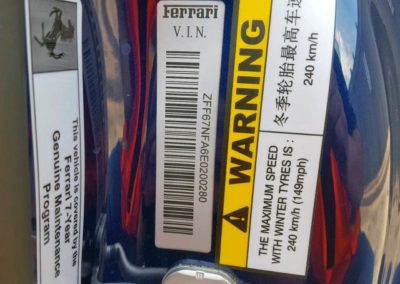 This vehicle is covered by the
Ferrari 7-Year
Genuine Maintenance
Program
Ferrari
V.I.N.
ZFF67NFA6E0200280
WARNING
冬季轮胎最高车速
240 km/h
THE MAXIMUM SPEED
WITH WINTER TYRES IS :
240 km/h (149mph)